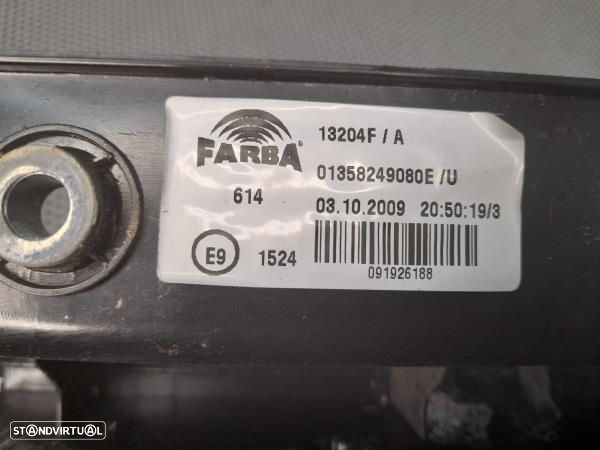 FARBA®
13204F / A
01358249080E /U
614
03.10.2009 20:50:19/3
E9
1524
091926188
STANDVIRTUAL